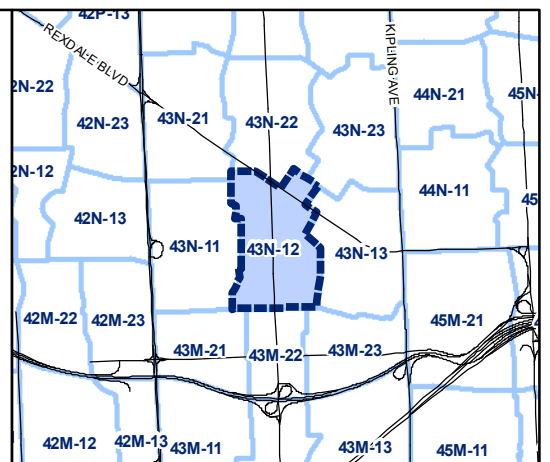 42P-13
REXDALE BLVD
KIPLING AVE
2N-22
44N-21
45N-
42N-23
43N-21
43N-22
43N-23
2N-12
44N-11
45
42N-13
43N-11
43N-12
43N-13
42M-22
42M-23
45M-21
43M-21
43M-22
43M-23
42M-12
42M-13
43M-11
43M-13
45M-11